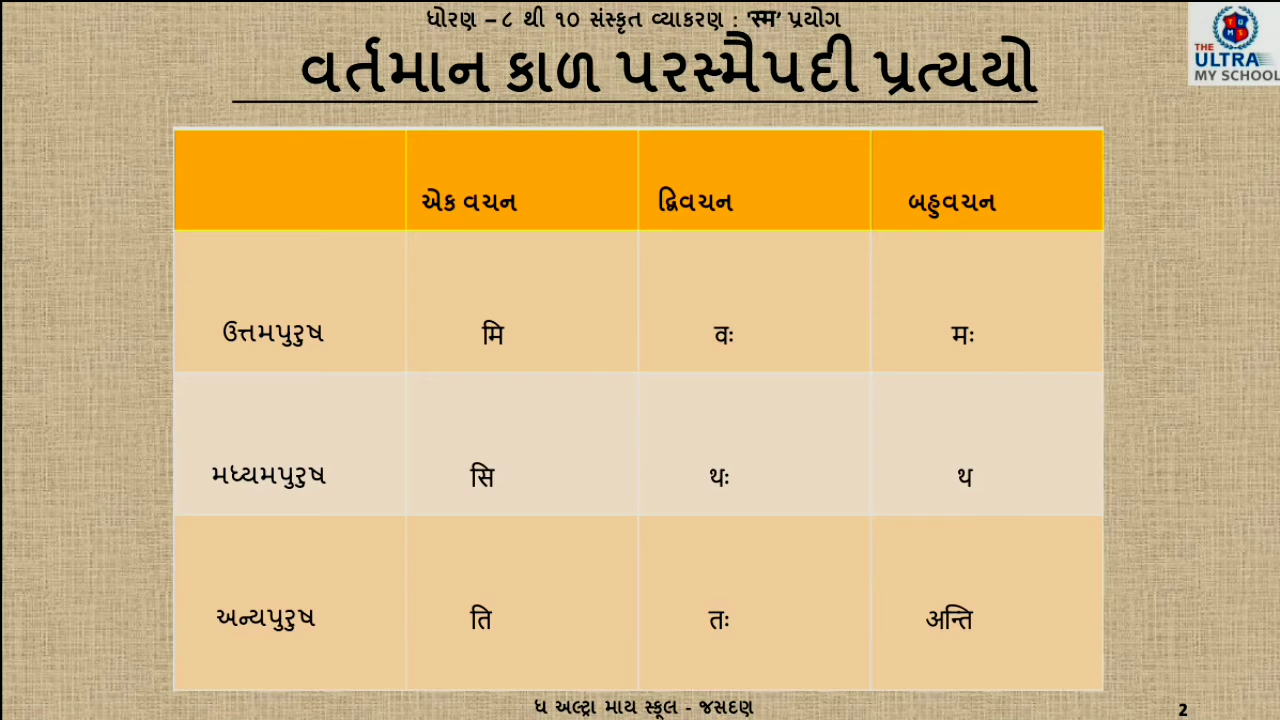 ધોરણ – ૮ થી ૧૦ સંસ્કૃત વ્યાકરણ : 'स्म' પ્રયોગ
વર્તમાન કાળ પરસ્મૈપદી પ્રત્યયો
THE
ULTRA
MY SCHOOL
TUMS
એક વચન દ્વિવચન બહુવચન
ઉત્તમપુરુષ मि वः मः
મધ્યમપુરુષ सि थः थ
અન્યપુરુષ ति तः अन्ति
ધ અલ્ટ્રા માય સ્કૂલ - જસદણ
2